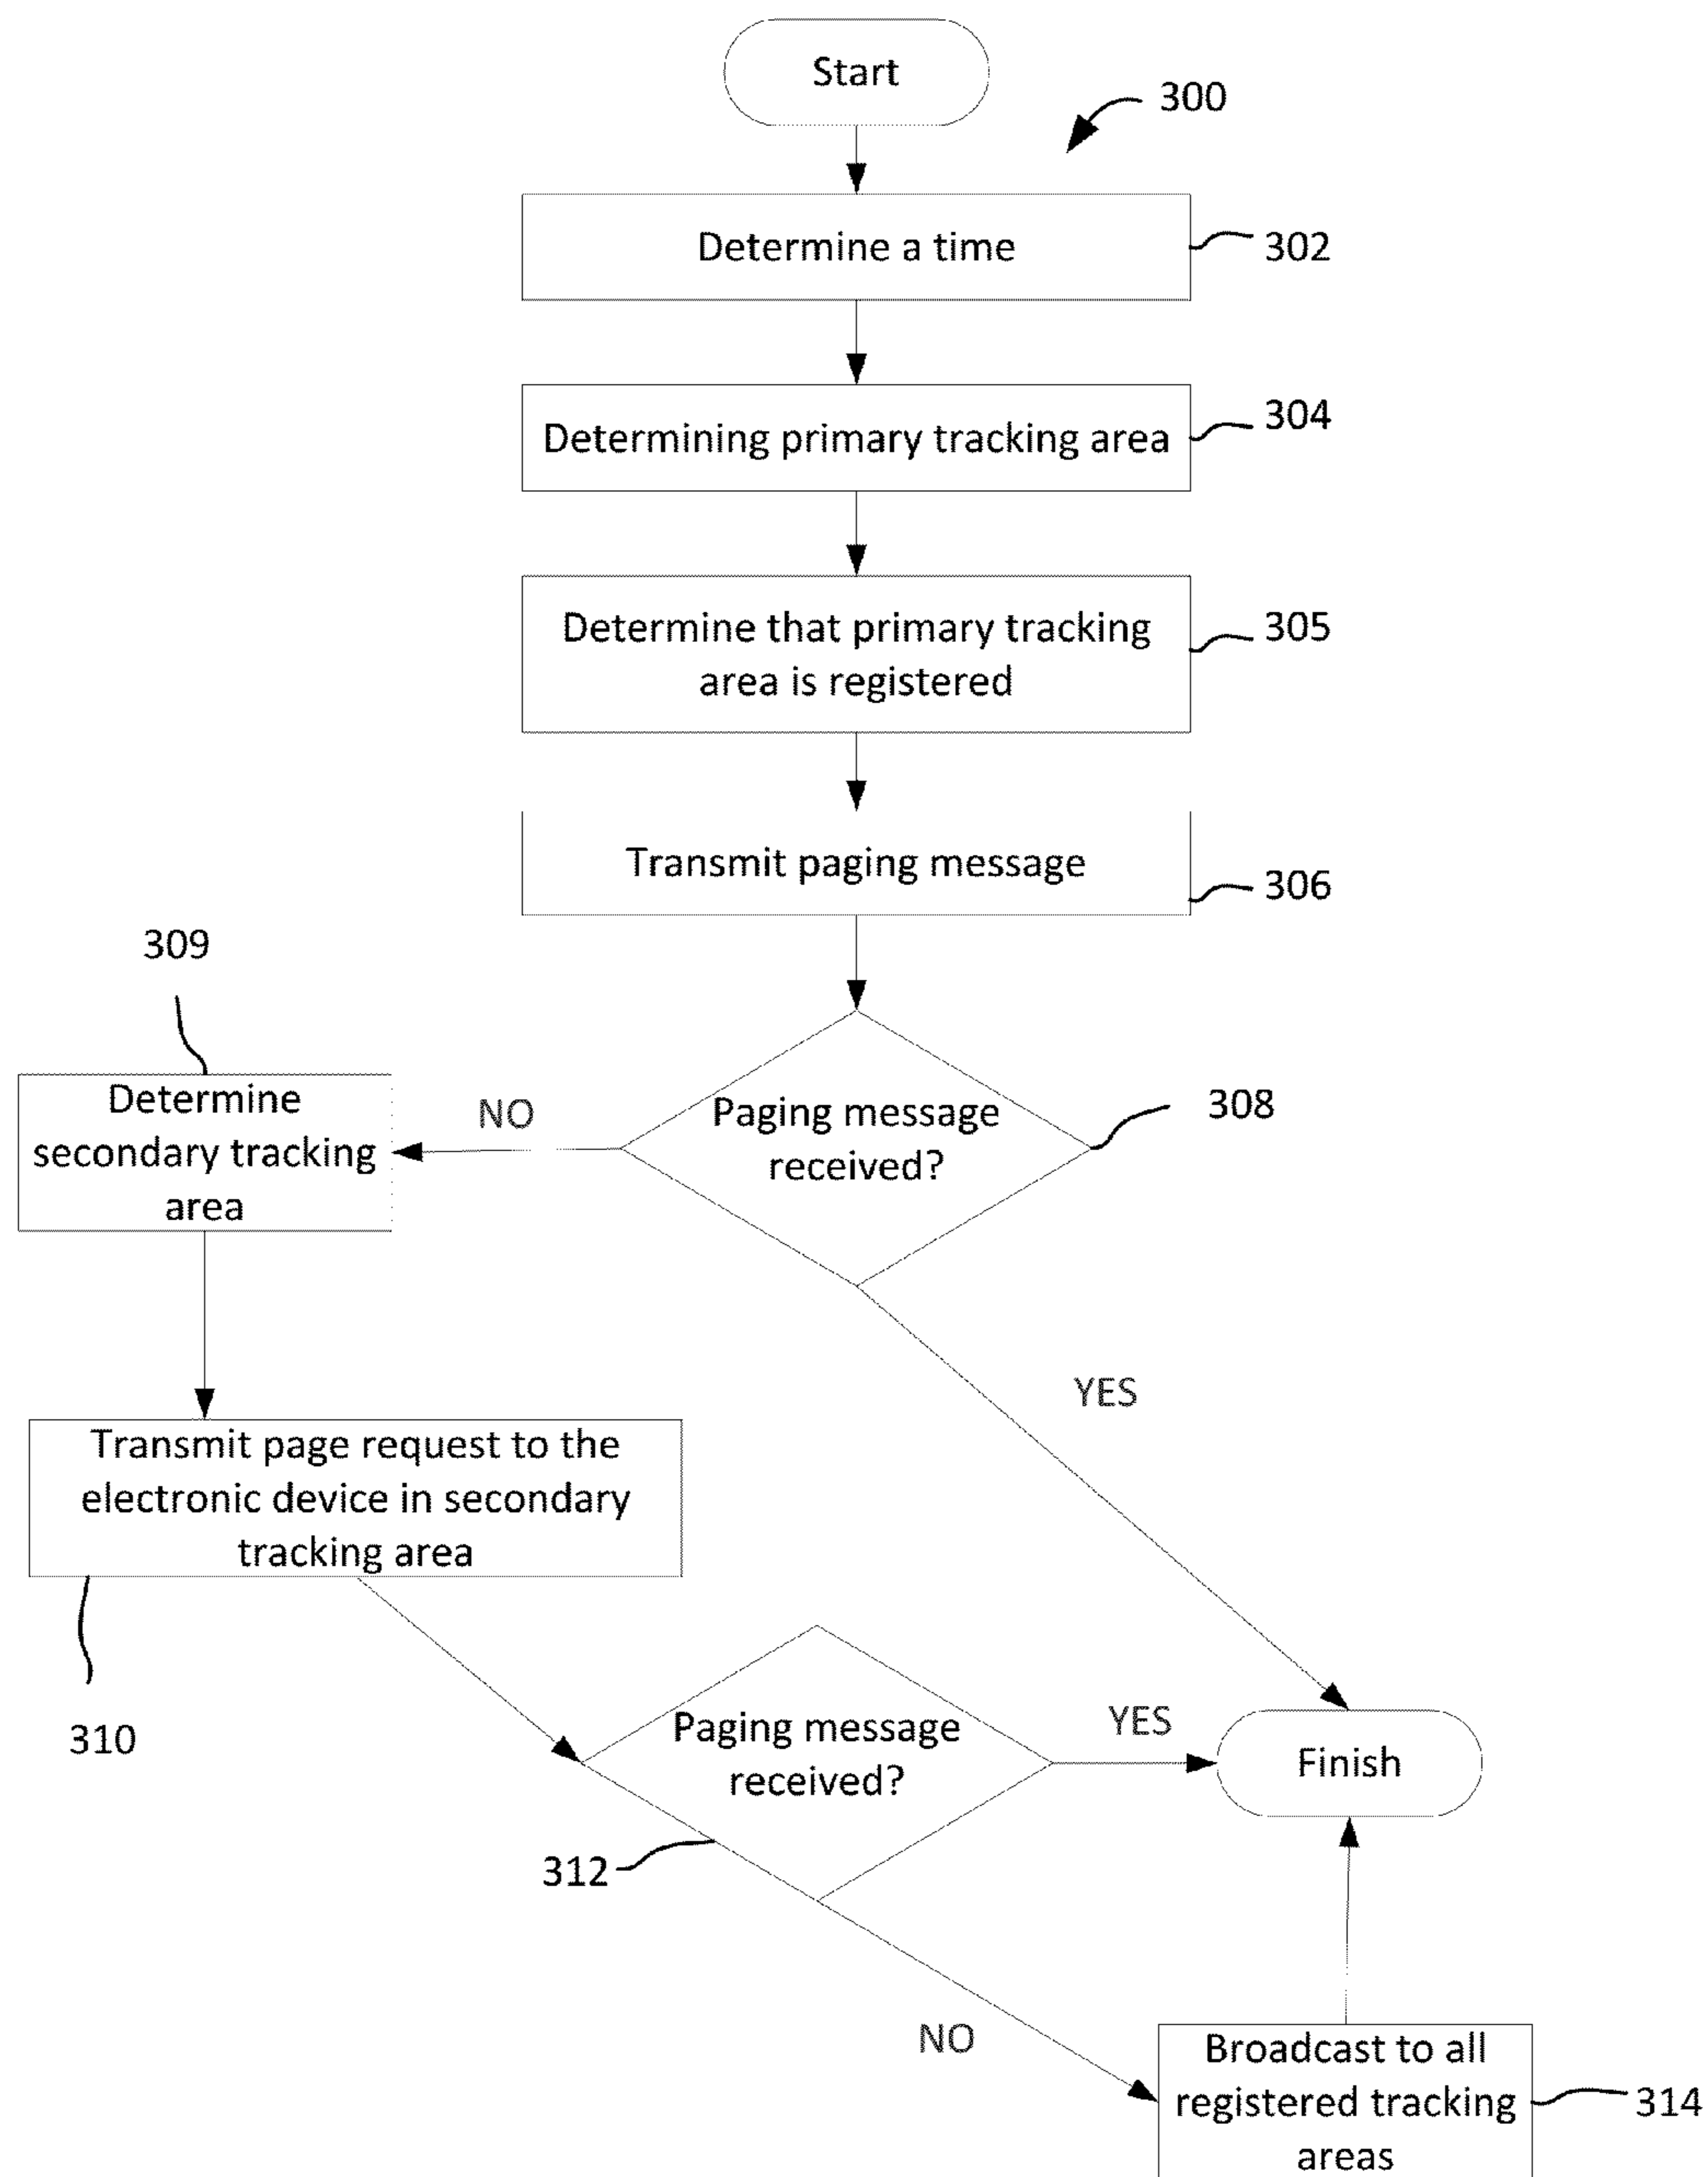 Start
300
Determine a time
302
Determining primary tracking area
304
Determine that primary tracking
area is registered
305
Transmit paging message
306
309
Determine
secondary tracking
area
NO
Paging message
received?
308
YES
Transmit page request to the
electronic device in secondary
tracking area
310
Paging message
received?
312
YES
Finish
NO
Broadcast to all
registered tracking
areas
314